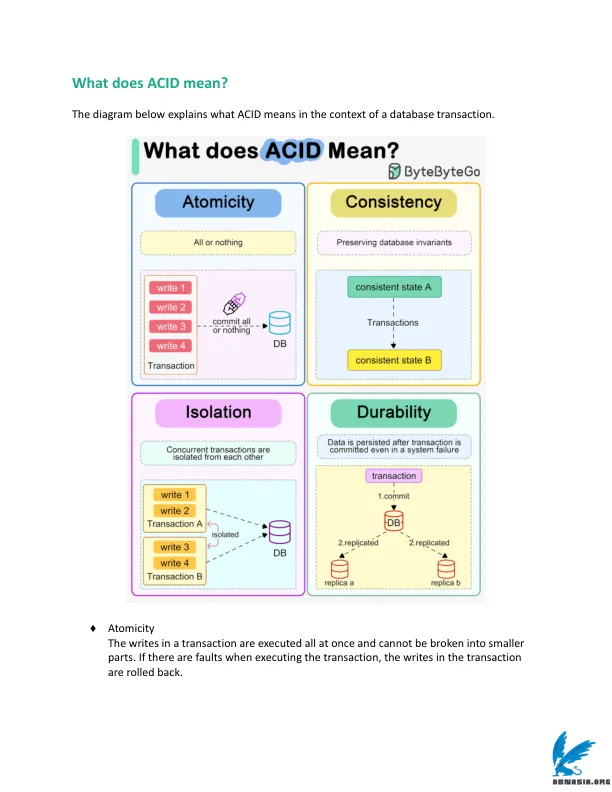 What does ACID mean?
The diagram below explains what ACID means in the context of a database transaction.
What does ACID Mean?
ByteByteGo
Atomicity
All or nothing
write 1
write 2
write 3
write 4
Transaction
commit all
or nothing
DB
Consistency
Preserving database invariants
consistent state A
Transactions
consistent state B
Isolation
Concurrent transactions are
isolated from each other
write 1
write 2
Transaction A
isolated
write 3
write 4
Transaction B
DB
Durability
Data is persisted after transaction is
committed even in a system failure
transaction
1.commit
DB
2.replicated
2.replicated
replica a
replica b
♦ Atomicity
The writes in a transaction are executed all at once and cannot be broken into smaller
parts. If there are faults when executing the transaction, the writes in the transaction
are rolled back.
ABNASIA.ORG